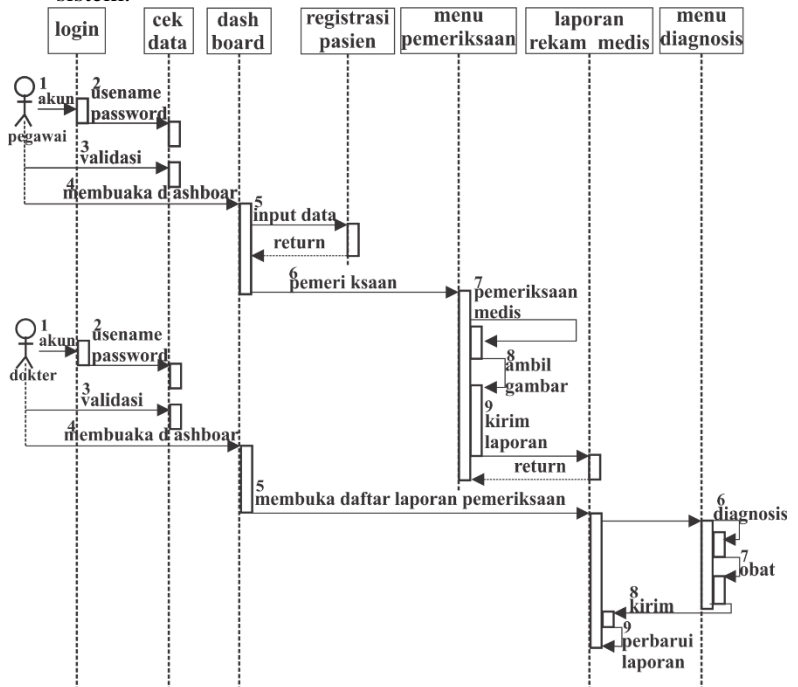 sistem.
login
cek
data
dash
board
registrasi
pasien
menu
pemeriksaan
laporan
rekam medis
menu
diagnosis
1
akun
2
usename
password
pegawai
3
validasi
4
membuaka d ashboar
5
input data
return
6
pemeri ksaan
7
pemeriksaan
medis
8
ambil
gambar
9
kirim
laporan
return
1
akun
2
usename
password
dokter
3
validasi
4
membuaka d ashboar
5
membuka daftar laporan pemeriksaan
6
diagnosis
7
obat
8
kirim
9
perbarui
laporan